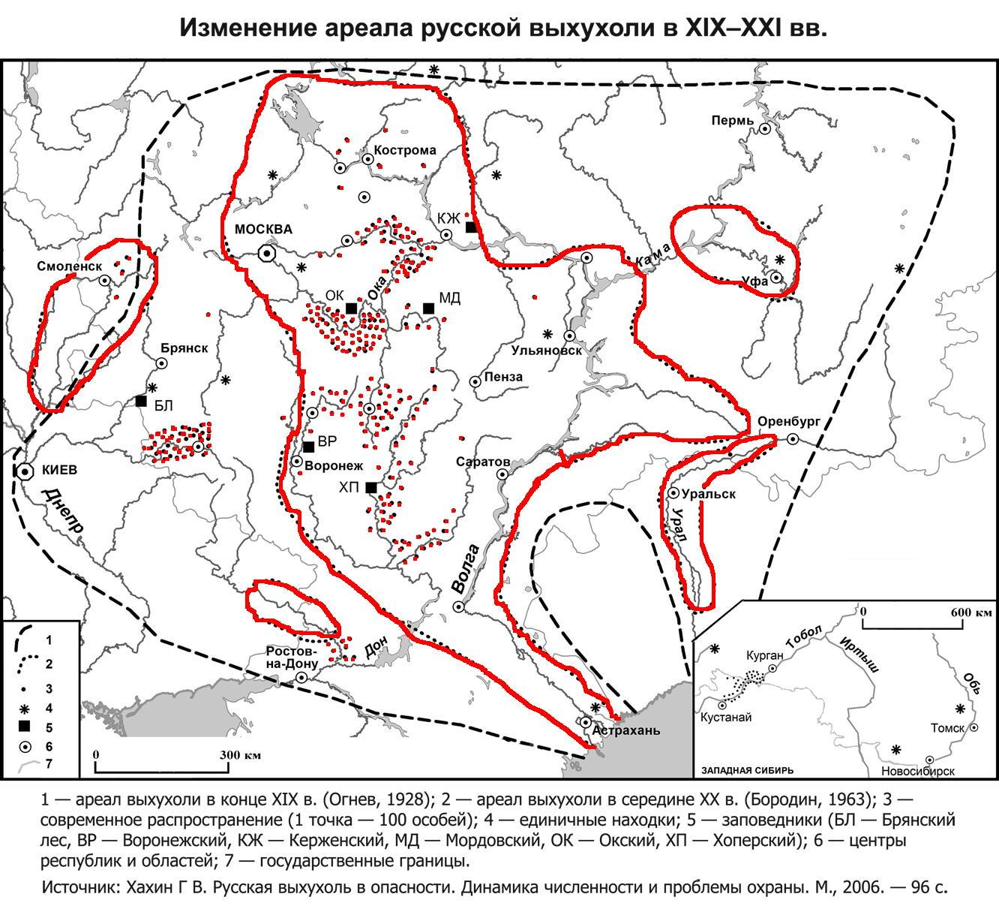 Изменение ареала русской выхухоли в XIX–XXI вв.
Пермь
Кострома
КЖ
МОСКВА
Кама
Смоленск
Уфа
Ока
ОК
МД
Брянск
Ульяновск
Пенза
БЛ
Оренбург
ВР
Саратов
Воронеж
КИЕВ
ХП
Уральск
Днепр
Урал
Волга
Дон
Ростов-
на-Дону
Астрахань
1
2
3
4
5
6
7
0 300 км
0 600 км
Тобол
Иртыш
Курган
Обь
Кустанай
Томск
Новосибирск
ЗАПАДНАЯ СИБИРЬ
1 — ареал выхухоли в конце XIX в. (Огнев, 1928); 2 — ареал выхухоли в середине XX в. (Бородин, 1963); 3 —
современное распространение (1 точка — 100 особей); 4 — единичные находки; 5 — заповедники (БЛ — Брянский
лес, ВР — Воронежский, КЖ — Керженский, МД — Мордовский, ОК — Окский, ХП — Хоперский); 6 — центры
республик и областей; 7 — государственные границы.
Источник: Хахин Г В. Русская выхухоль в опасности. Динамика численности и проблемы охраны. М., 2006. — 96 с.